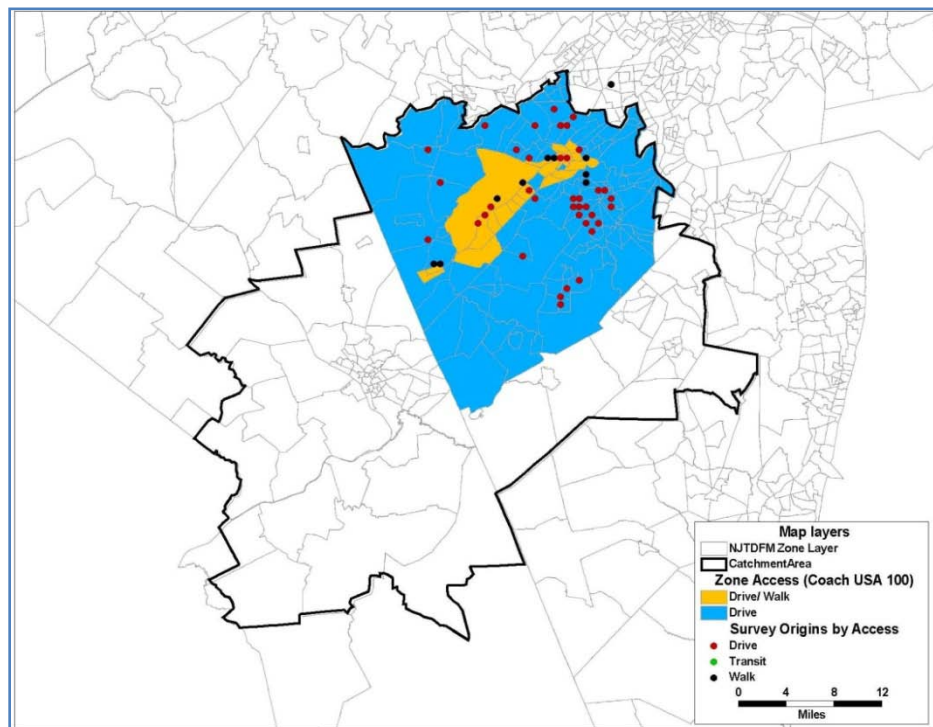 Map layers
NJTDFM Zone Layer
CatchmentArea
Zone Access (Coach USA 100)
Drive/ Walk
Drive
Survey Origins by Access
Drive
Transit
Walk
0 4 8 12
Miles